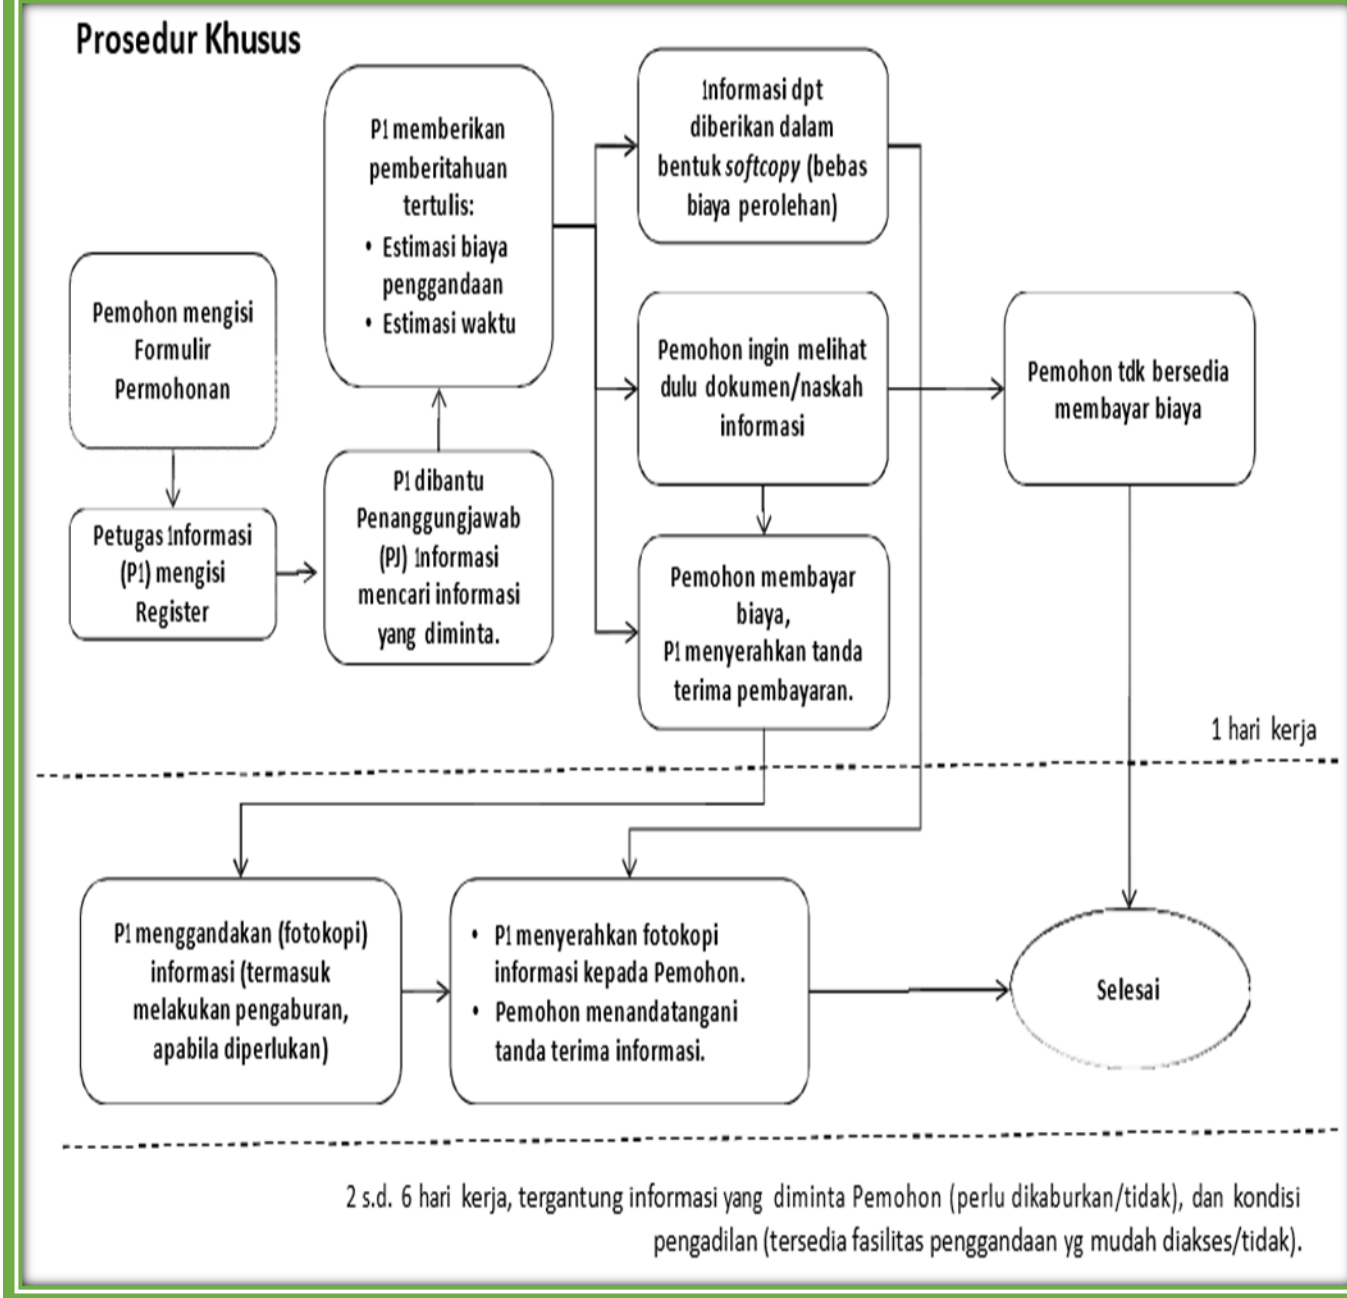 Prosedur Khusus
Pemohon mengisi
Formulir
Permohonan
Petugas Informasi
(PI) mengisi
Register
PI dibantu
Penanggungjawab
(PJ) Informasi
mencari informasi
yang diminta.
PI memberikan
pemberitahuan
tertulis:
• Estimasi biaya
penggandaan
• Estimasi waktu
Informasi dpt
diberikan dalam
bentuk softcopy (bebas
biaya perolehan)
Pemohon ingin melihat
dulu dokumen/naskah
informasi
Pemohon membayar
biaya,
PI menyerahkan tanda
terima pembayaran.
Pemohon tdk bersedia
membayar biaya
1 hari kerja
PI menggandakan (fotokopi)
informasi (termasuk
melakukan pengaburan,
apabila diperlukan)
• PI menyerahkan fotokopi
informasi kepada Pemohon.
• Pemohon menandatangani
tanda terima informasi.
Selesai
2 s.d. 6 hari kerja, tergantung informasi yang diminta Pemohon (perlu dikaburkan/tidak), dan kondisi
pengadilan (tersedia fasilitas penggandaan yg mudah diakses/tidak).